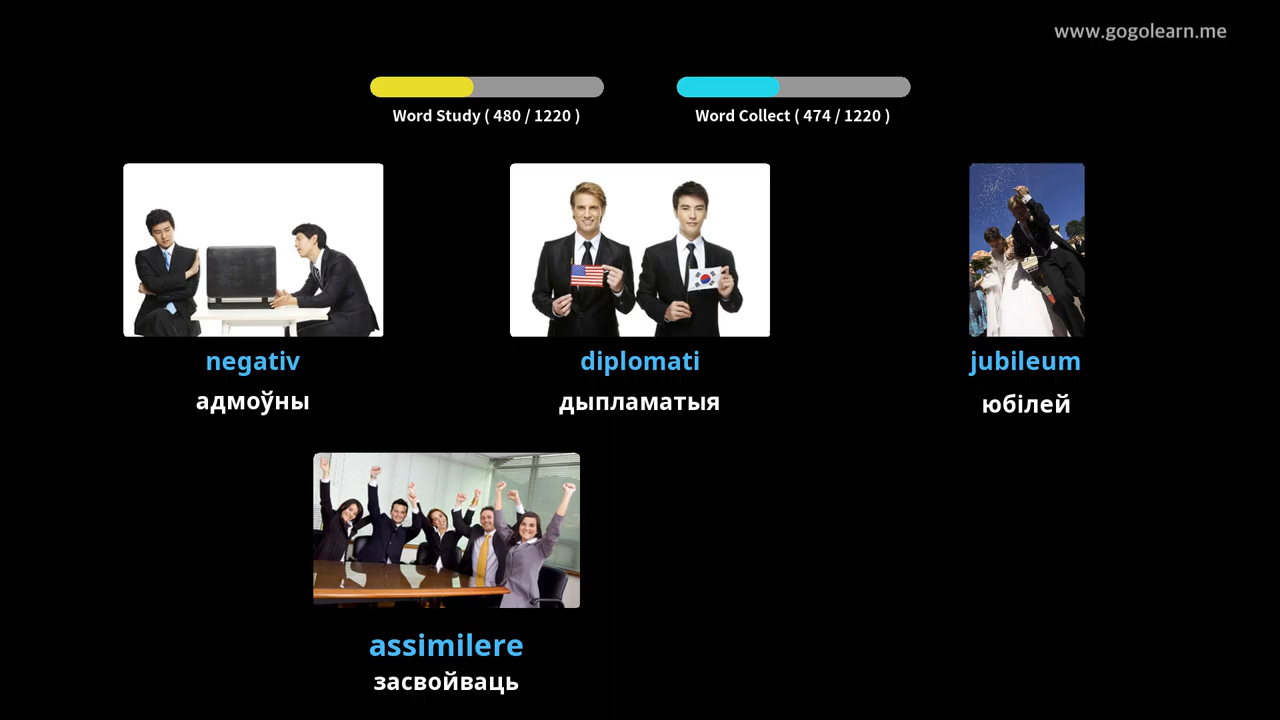 www.gogolearn.me
Word Study ( 480 / 1220 )
Word Collect ( 474 / 1220 )
negativ
адмоўны
diplomati
дыпламатыя
jubileum
юбілей
assimilere
засвойваць